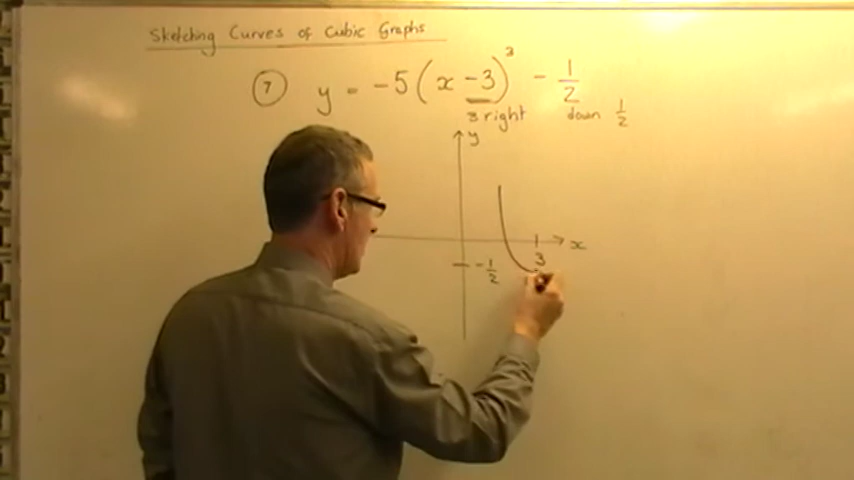 Sketching Curves of Cubic Graphs
7 y = -5(x - 3)³ - 1/2
3 right down 1/2
y
x
3
-1/2